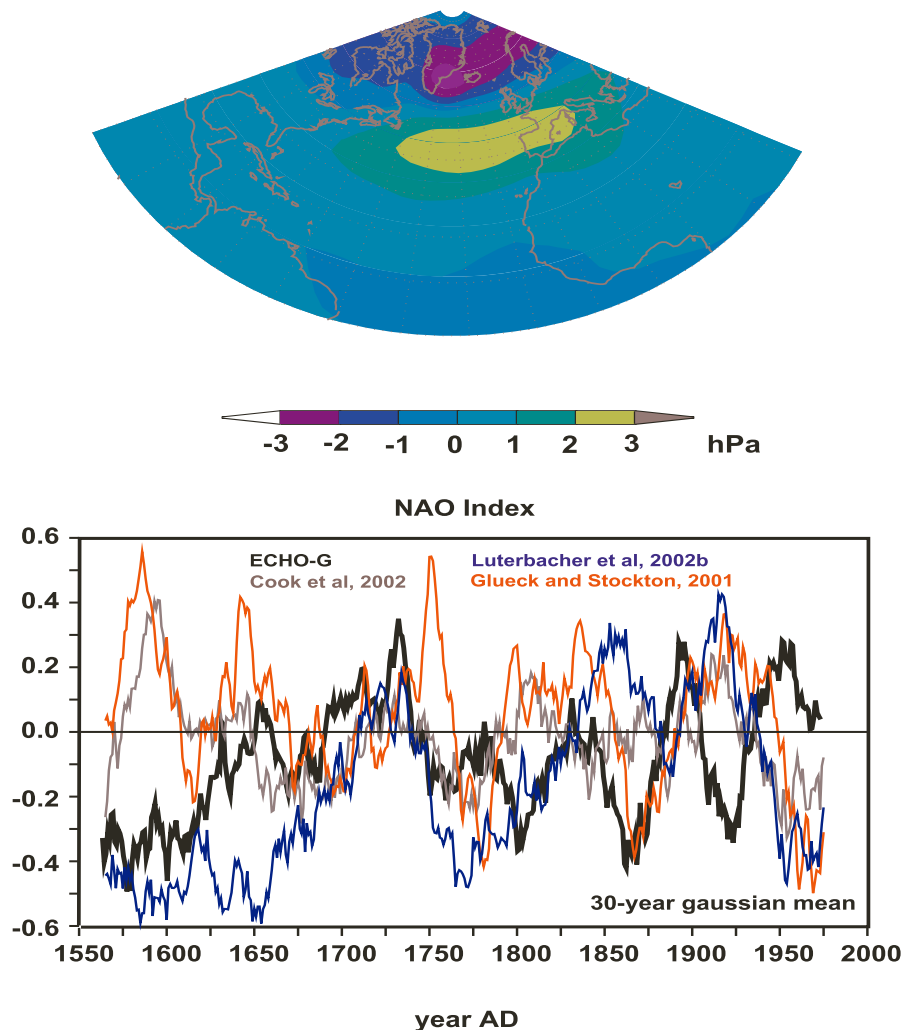 -3 -2 -1 0 1 2 3 hPa
NAO Index
0.6
0.4
0.2
0.0
-0.2
-0.4
-0.6
ECHO-G
Cook et al, 2002
Luterbacher et al, 2002b
Glueck and Stockton, 2001
30-year gaussian mean
1550 1600 1650 1700 1750 1800 1850 1900 1950 2000
year AD